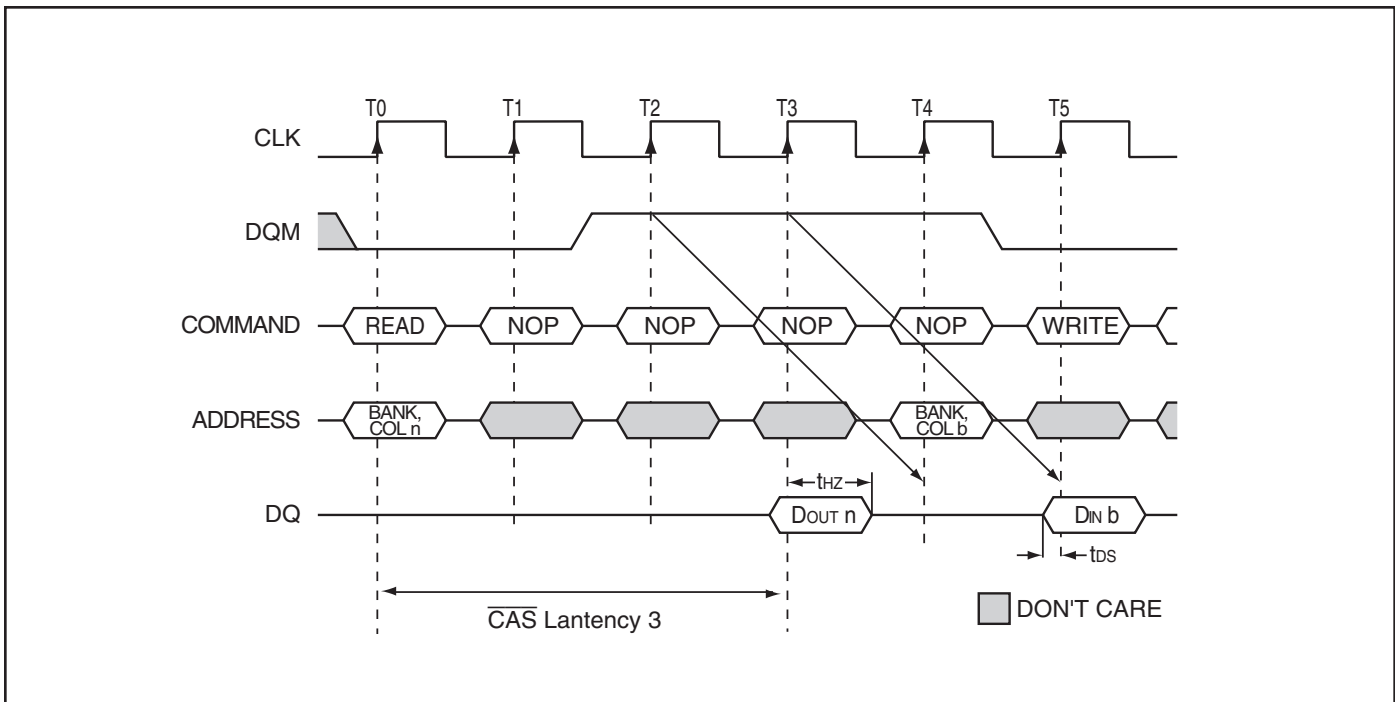 T0 T1 T2 T3 T4 T5
CLK
DQM
COMMAND READ NOP NOP NOP NOP WRITE
ADDRESS BANK, COL n BANK, COL b
tHZ
DQ DOUT n DIN b
tDS
CAS Lantency 3
DON'T CARE